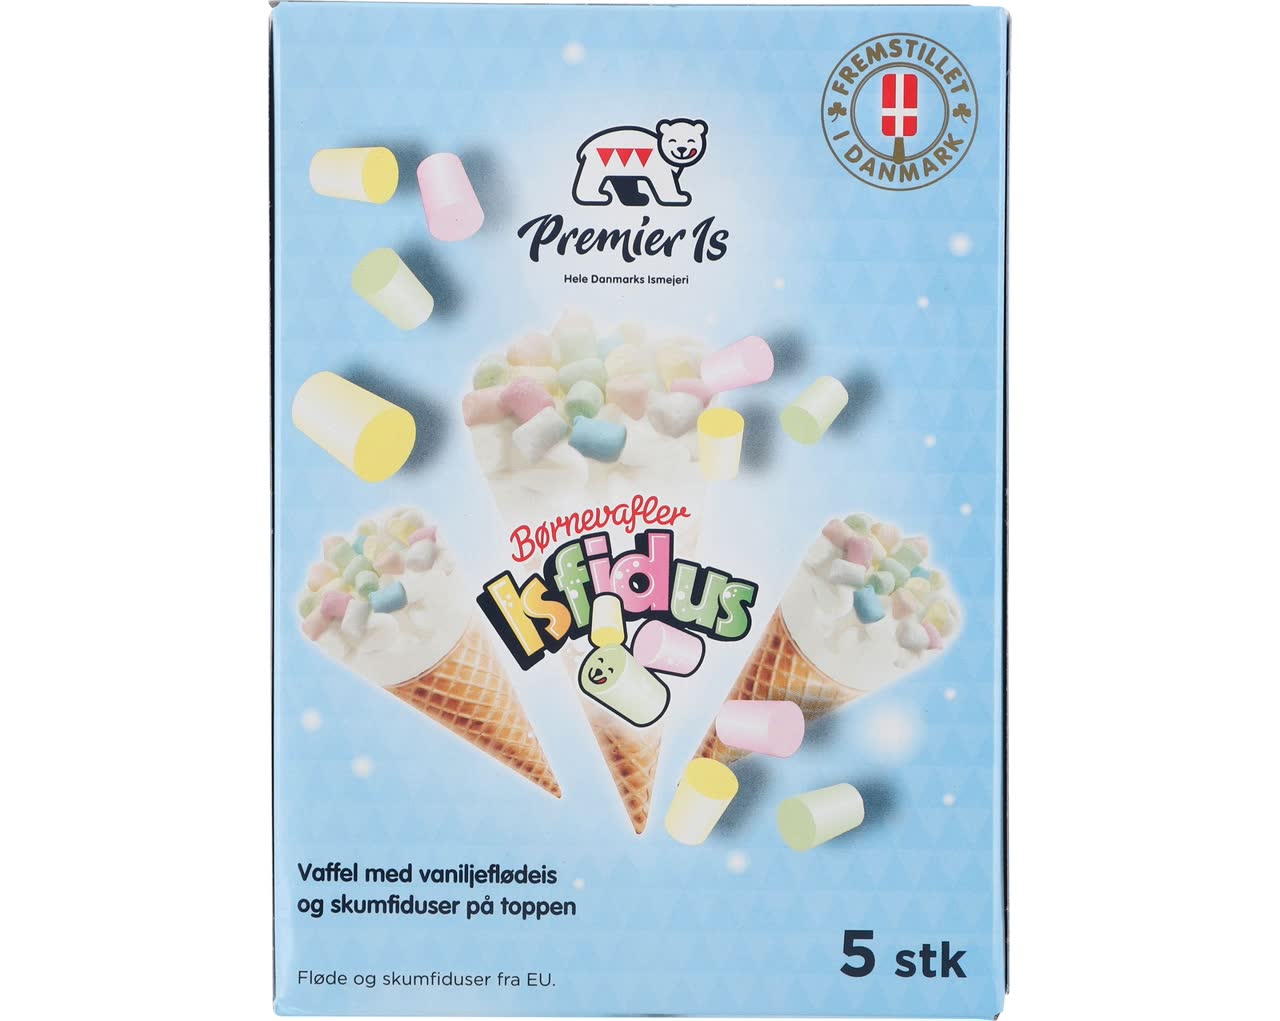 FREMSTILLET
I DANMARK
Premier Is
Hele Danmarks Ismejeri
Børnevafler
Isfidus
Vaffel med vaniljeflødeis
og skumfiduser på toppen
5 stk
Fløde og skumfiduser fra EU.